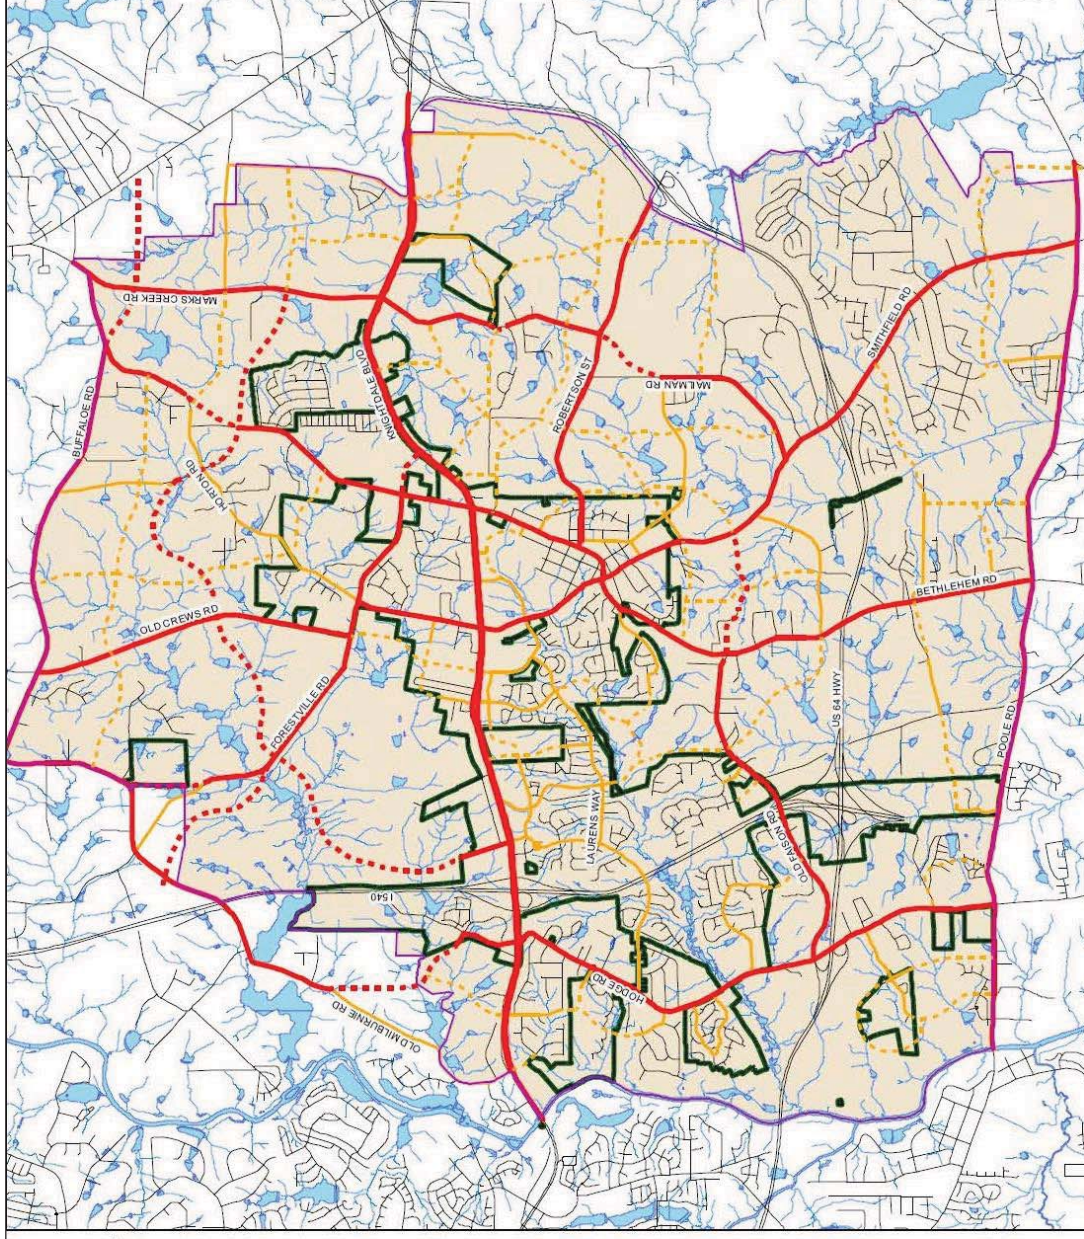 MARKS CREEK RD
BUFFALOE RD
KNIGHTDALE BLVD
SMITHFIELD RD
MAILMAN RD
ROBERTSON ST
HORTON RD
OLD CREWS RD
BETHLEHEM RD
FORESTVILLE RD
US 64 HWY
POOLE RD
LAURENS WAY
OLD FAISON RD
I 540
HODGE RD
OLD MILBURNIE RD